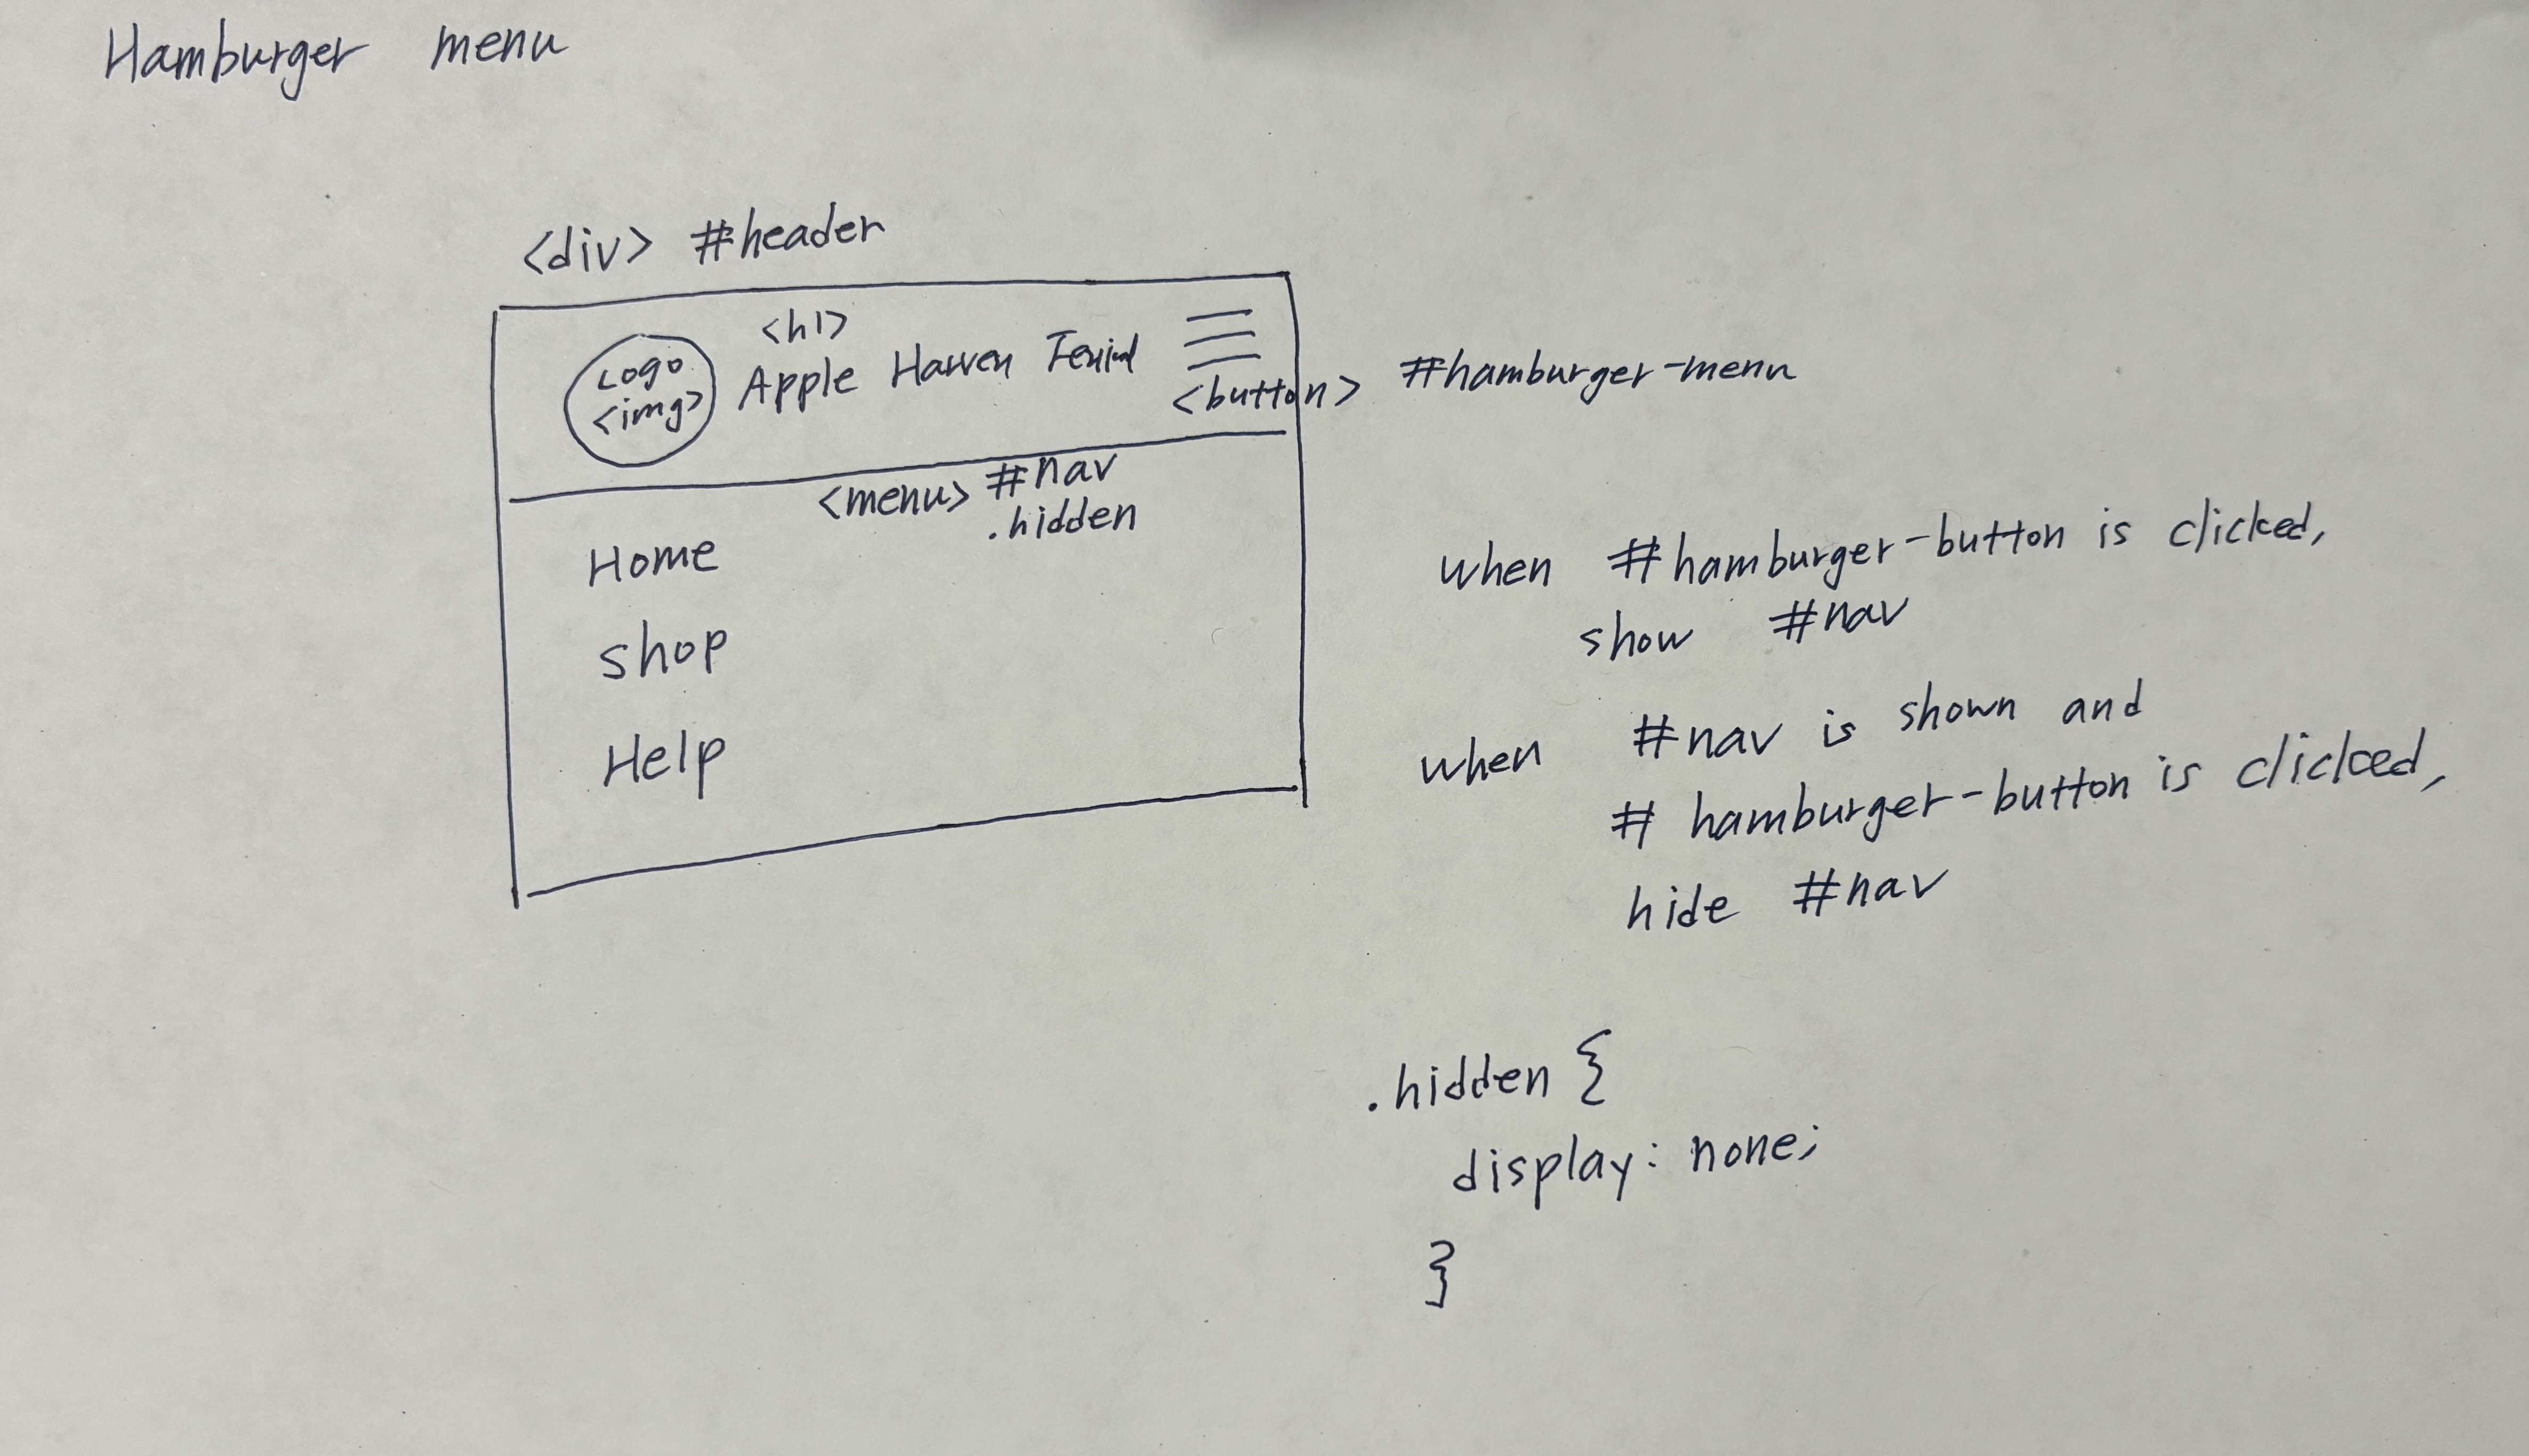 Hamburger menu
<div> #header
<h1>
Logo
<img>
Apple
<button>
#hamburger-menu
<menu> #nav
.hidden
Home
shop
Help
when #hamburger-button is clicked,
show #nav
when #nav is shown and
# hamburger-button is clicked,
hide #nav
.hidden {
display: none;
}